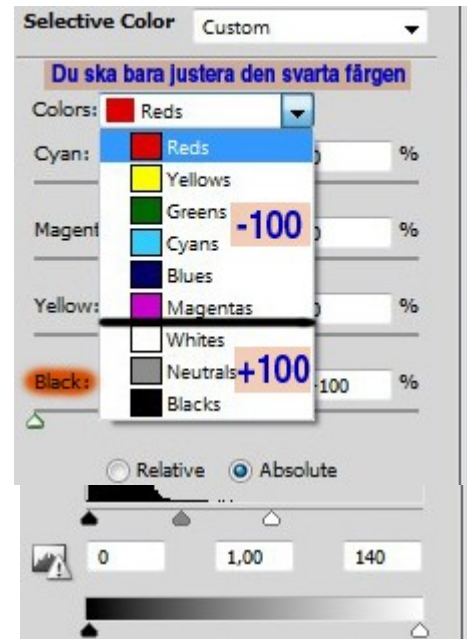 Selective Color Custom
Du ska bara justera den svarta färgen
Colors: Reds
Cyan: Reds %
Yellows
Greens
-100
Magent Cyans %
Blues
Yellow: Magentas %
Whites
Neutrals +100
Black: -100 %
Blacks
Relative Absolute
0 1,00 140